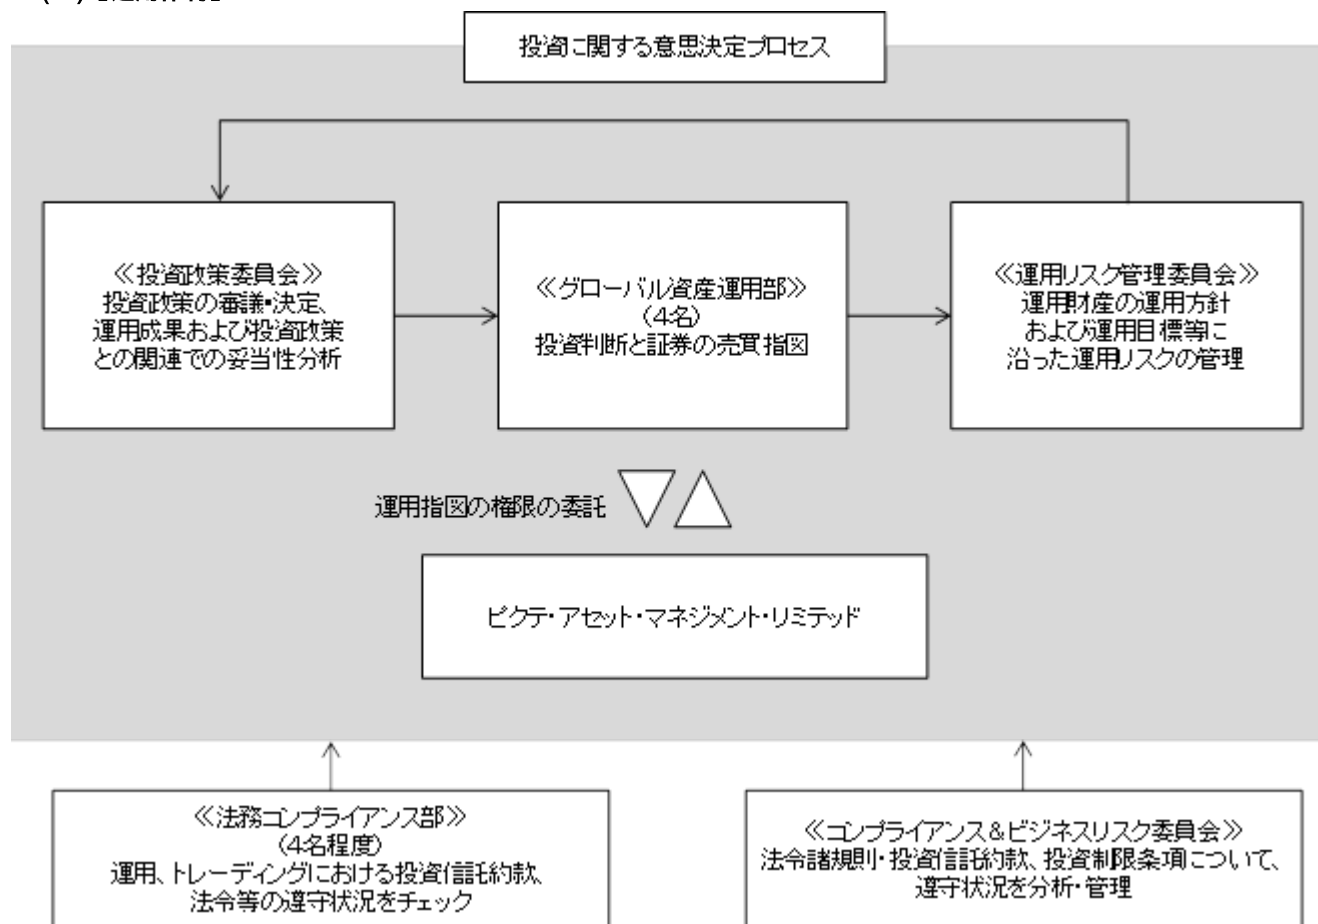 投資に関する意思決定プロセス
≪投資政策委員会≫
投資政策の審議・決定、
運用成果および投資政策
との関連での妥当性分析
≪グローバル資産運用部≫
(4名)
投資判断と証券の売買指図
≪運用リスク管理委員会≫
運用財産の運用方針
および運用目標等に
沿った運用リスクの管理
運用指図の権限の委託
ピクテ・アセット・マネジメント・リミテッド
≪法務コンプライアンス部≫
(4名程度)
運用、トレーディングにおける投資信託約款、
法令等の遵守状況をチェック
≪コンプライアンス&ビジネスリスク委員会≫
法令諸規則・投資信託約款、投資制限条項について、
遵守状況を分析・管理